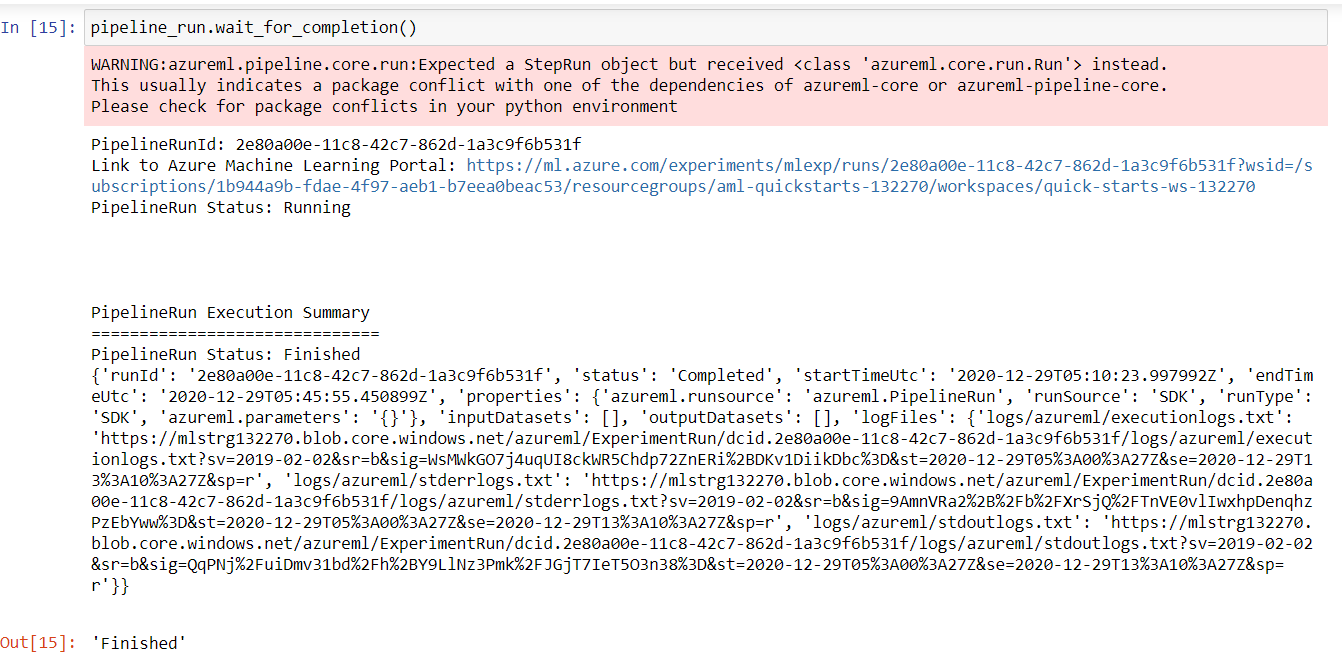 In [15]: pipeline_run.wait_for_completion()
WARNING:azureml.pipeline.core.run:Expected a StepRun object but received <class 'azureml.core.run.Run'> instead.
This usually indicates a package conflict with one of the dependencies of azureml-core or azureml-pipeline-core.
Please check for package conflicts in your python environment
PipelineRunId: 2e80a00e-11c8-42c7-862d-1a3c9f6b531f
Link to Azure Machine Learning Portal: https://ml.azure.com/experiments/mlexp/runs/2e80a00e-11c8-42c7-862d-1a3c9f6b531f?wsid=/s
ubscriptions/1b944a9b-fdae-4f97-aeb1-b7eea0beac53/resourcegroups/aml-quickstarts-132270/workspaces/quick-starts-ws-132270
PipelineRun Status: Running
PipelineRun Execution Summary
==============================
PipelineRun Status: Finished
{'runId': '2e80a00e-11c8-42c7-862d-1a3c9f6b531f', 'status': 'Completed', 'startTimeUtc': '2020-12-29T05:10:23.997992Z', 'endTim
eUtc': '2020-12-29T05:45:55.450899Z', 'properties': {'azureml.runsource': 'azureml.PipelineRun', 'runSource': 'SDK', 'runType':
'SDK', 'azureml.parameters': '{}'}, 'inputDatasets': [], 'outputDatasets': [], 'logFiles': {'logs/azureml/executionlogs.txt':
'https://mlstrg132270.blob.core.windows.net/azureml/ExperimentRun/dcid.2e80a00e-11c8-42c7-862d-1a3c9f6b531f/logs/azureml/execut
ionlogs.txt?sv=2019-02-02&sr=b&sig=WsMWkGO7j4uqUI8ckWR5Chdp72ZnERi%2BDKv1DiikDbc%3D&st=2020-12-29T05%3A00%3A27Z&se=2020-12-29T1
3%3A10%3A27Z&sp=r', 'logs/azureml/stderrlogs.txt': 'https://mlstrg132270.blob.core.windows.net/azureml/ExperimentRun/dcid.2e80a
00e-11c8-42c7-862d-1a3c9f6b531f/logs/azureml/stderrlogs.txt?sv=2019-02-02&sr=b&sig=9AmnVRa2%2B%2Fb%2FXrSjQ%2FTnVE0vlIwxhpDenqhz
PzEbYww%3D&st=2020-12-29T05%3A00%3A27Z&se=2020-12-29T13%3A10%3A27Z&sp=r', 'logs/azureml/stdoutlogs.txt': 'https://mlstrg132270.
blob.core.windows.net/azureml/ExperimentRun/dcid.2e80a00e-11c8-42c7-862d-1a3c9f6b531f/logs/azureml/stdoutlogs.txt?sv=2019-02-02
&sr=b&sig=QqPNj%2FuiDmv31bd%2Fh%2BY9LlNz3Pmk%2FJGjT7IeT5O3n38%3D&st=2020-12-29T05%3A00%3A27Z&se=2020-12-29T13%3A10%3A27Z&sp=
r'}}
Out[15]: 'Finished'